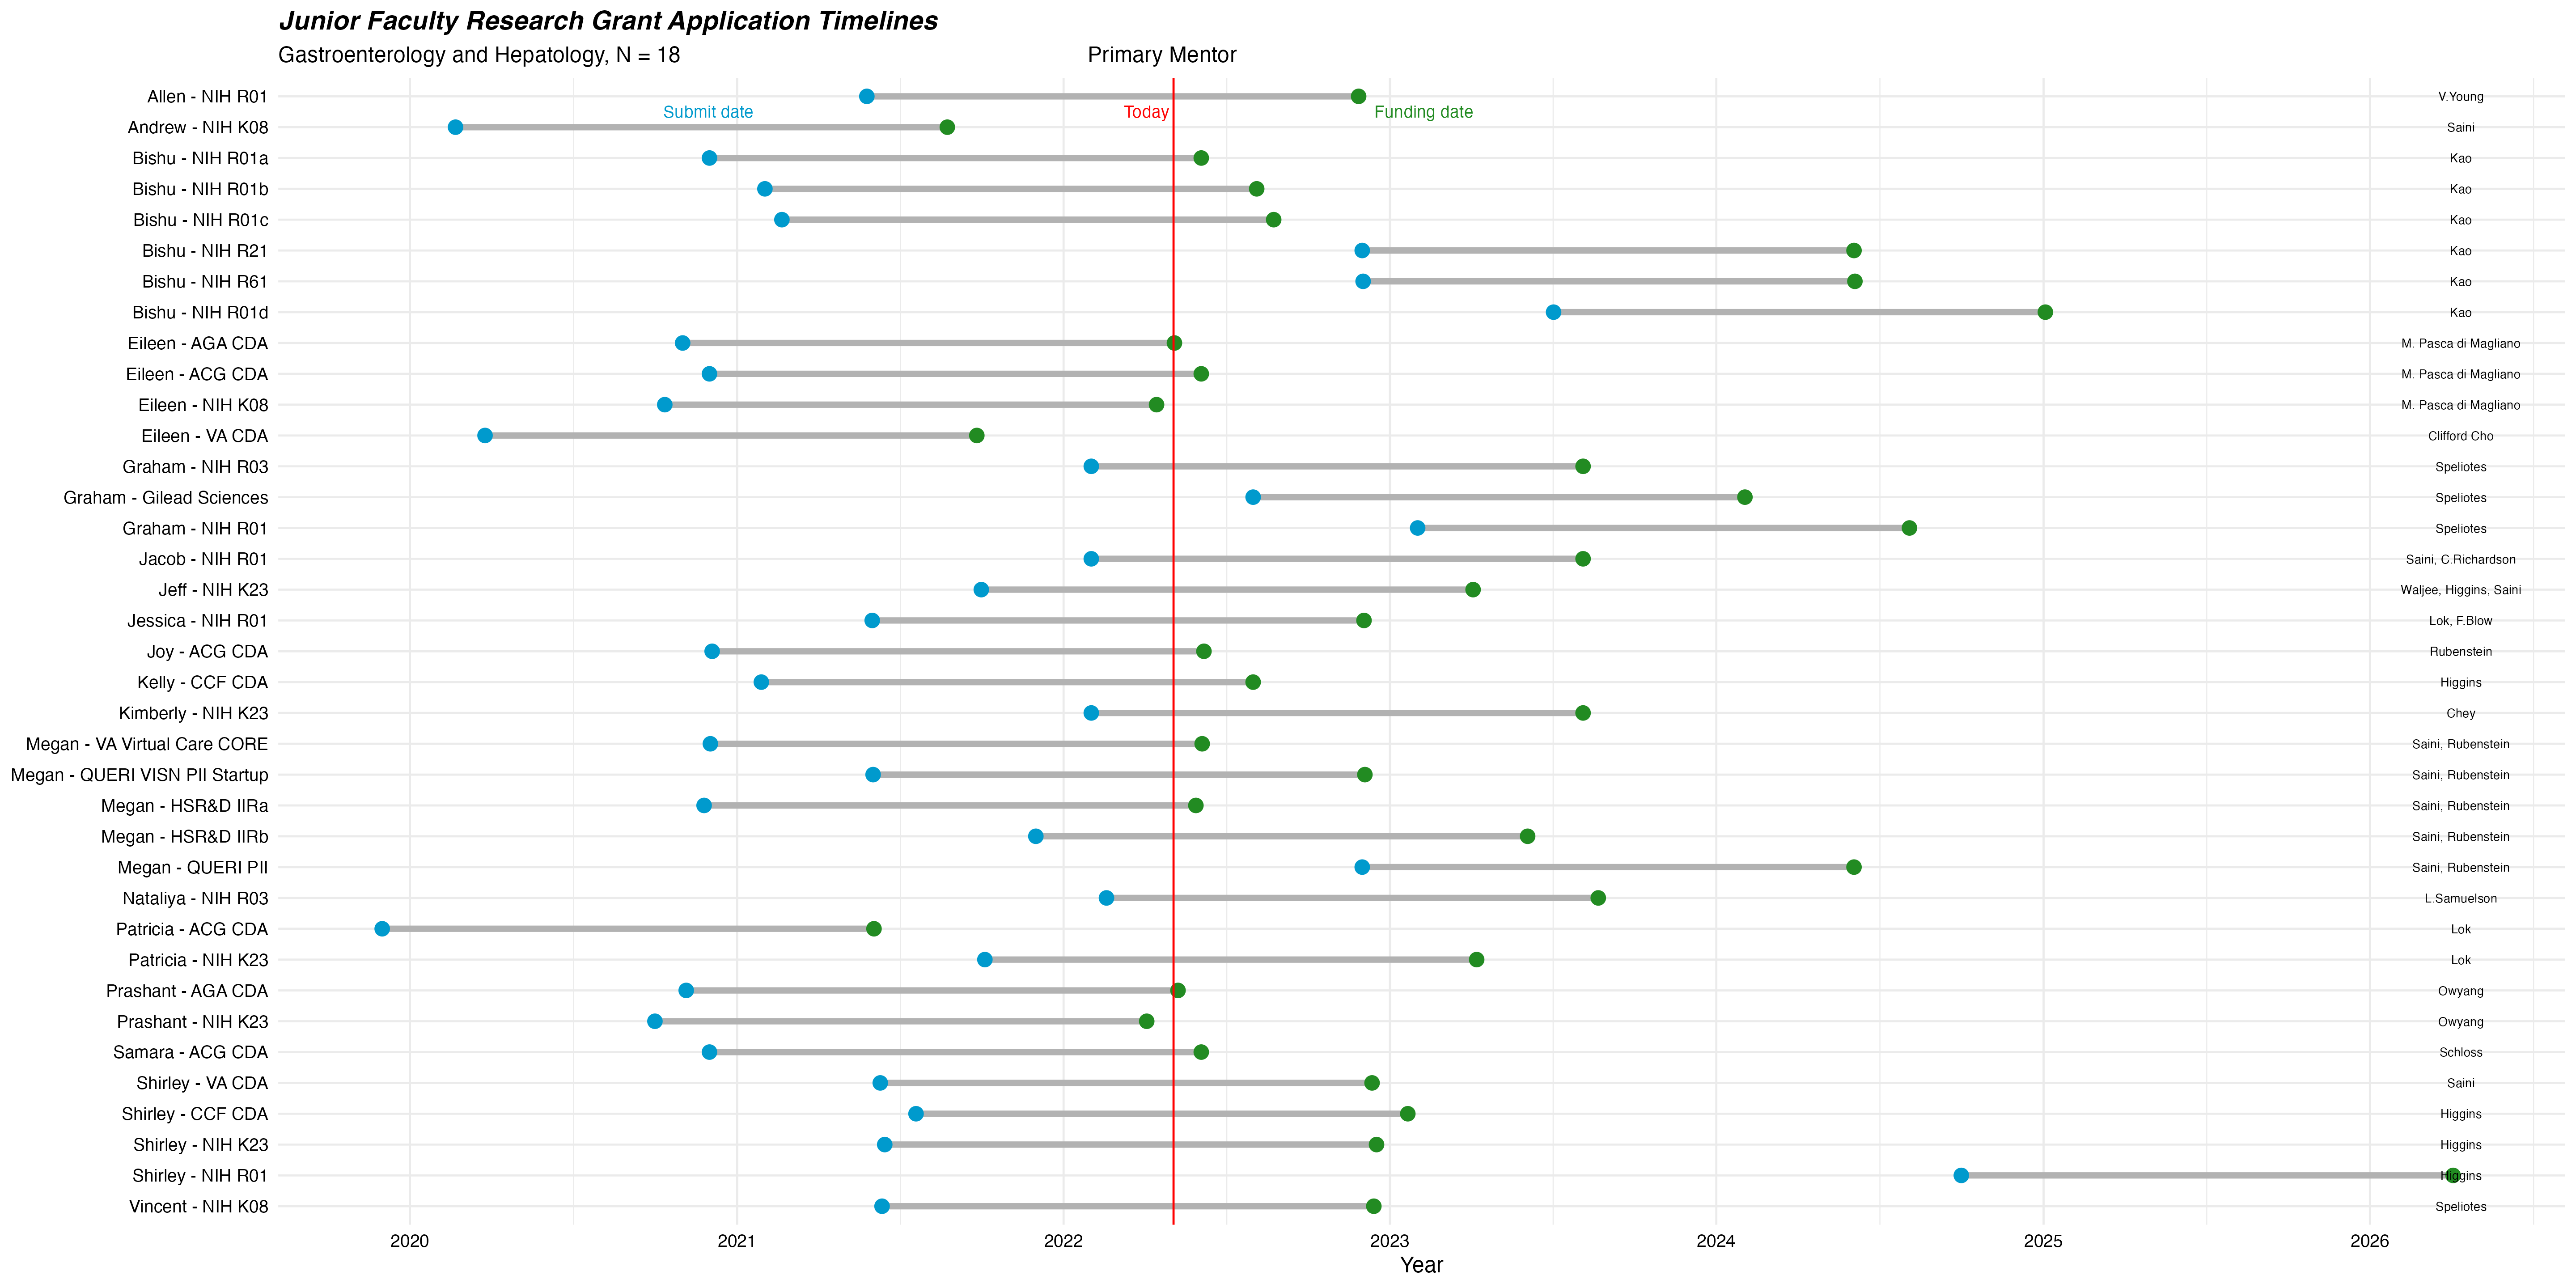 Junior Faculty Research Grant Application Timelines
Gastroenterology and Hepatology, N = 18
Primary Mentor
Allen - NIH R01 V.Young
Submit date Today Funding date
Andrew - NIH K08 Saini
Bishu - NIH R01a Kao
Bishu - NIH R01b Kao
Bishu - NIH R01c Kao
Bishu - NIH R21 Kao
Bishu - NIH R61 Kao
Bishu - NIH R01d Kao
Eileen - AGA CDA M. Pasca di Magliano
Eileen - ACG CDA M. Pasca di Magliano
Eileen - NIH K08 M. Pasca di Magliano
Eileen - VA CDA Clifford Cho
Graham - NIH R03 Speliotes
Graham - Gilead Sciences Speliotes
Graham - NIH R01 Speliotes
Jacob - NIH R01 Saini, C.Richardson
Jeff - NIH K23 Waljee, Higgins, Saini
Jessica - NIH R01 Lok, F.Blow
Joy - ACG CDA Rubenstein
Kelly - CCF CDA Higgins
Kimberly - NIH K23 Chey
Megan - VA Virtual Care CORE Saini, Rubenstein
Megan - QUERI VISN PII Startup Saini, Rubenstein
Megan - HSR&D IIRa Saini, Rubenstein
Megan - HSR&D IIRb Saini, Rubenstein
Megan - QUERI PII Saini, Rubenstein
Nataliya - NIH R03 L.Samuelson
Patricia - ACG CDA Lok
Patricia - NIH K23 Lok
Prashant - AGA CDA Owyang
Prashant - NIH K23 Owyang
Samara - ACG CDA Schloss
Shirley - VA CDA Saini
Shirley - CCF CDA Higgins
Shirley - NIH K23 Higgins
Shirley - NIH R01 Higgins
Vincent - NIH K08 Speliotes
2020 2021 2022 2023 2024 2025 2026
Year